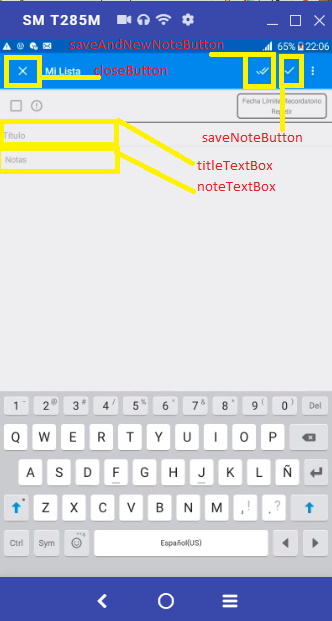 SM T285M
saveAndNewNoteButton
65% 22:06
Mi Lista
closeButton
Fecha Límite/Recordatorio
Repetir
saveNoteButton
Título
titleTextBox
Notas
noteTextBox
1 2 @ 3 # 4 / 5 % 6 ^ 7 & 8 * 9 ( 0 ) Del
Q W E R T Y U I O P
A S D F G H J K L Ñ
Z X C V B N M , ! . ?
Ctrl Sym Español(US)